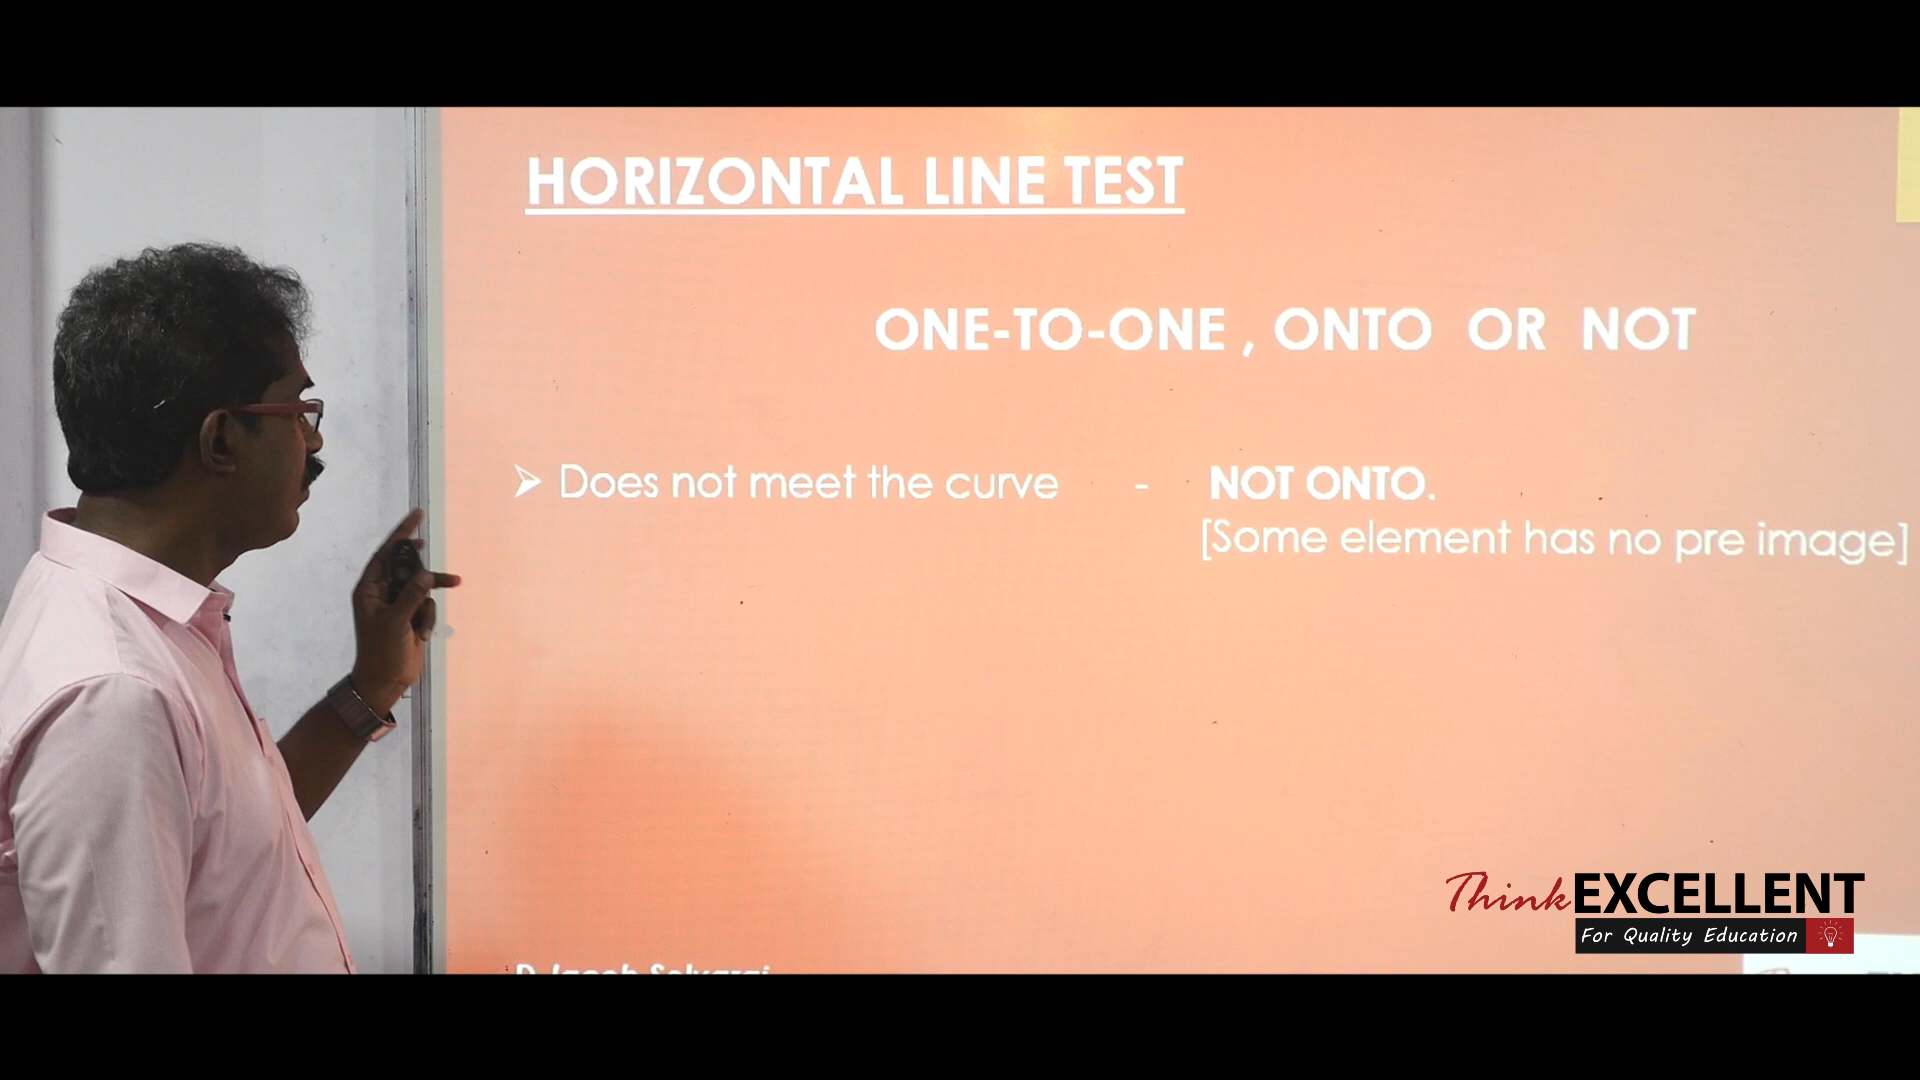 HORIZONTAL LINE TEST
ONE-TO-ONE , ONTO OR NOT
➤ Does not meet the curve - NOT ONTO.
[Some element has no pre image]
Think EXCELLENT
For Quality Education